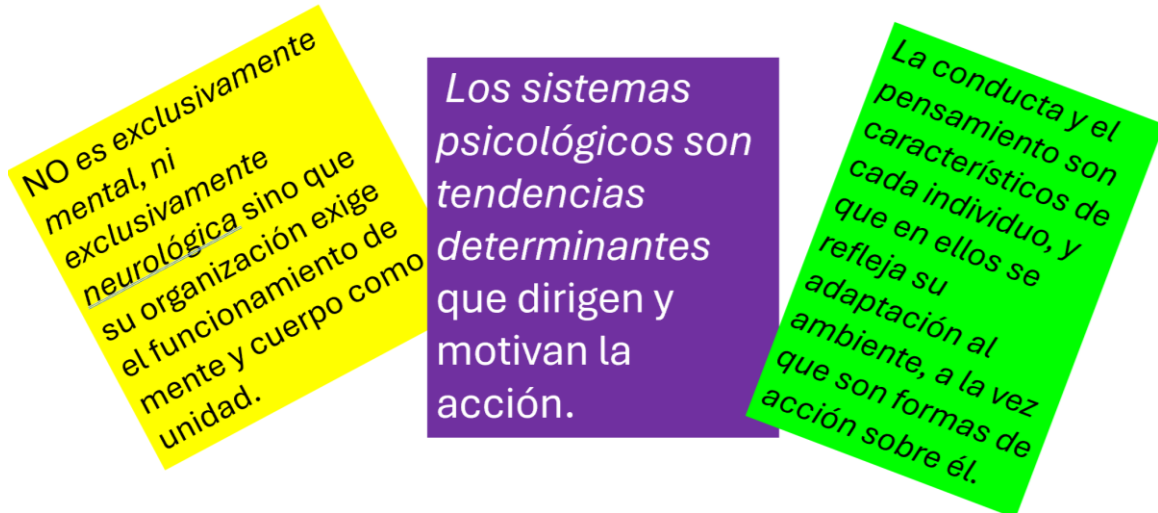 NO es exclusivamente
mental, ni
exclusivamente
neurológica sino que
su organización exige
el funcionamiento de
mente y cuerpo como
unidad.
Los sistemas
psicológicos son
tendencias
determinantes
que dirigen y
motivan la
acción.
La conducta y el
pensamiento son
característicos de
cada individuo, y
que en ellos se
refleja su
adaptación al
ambiente, a la vez
que son formas de
acción sobre él.